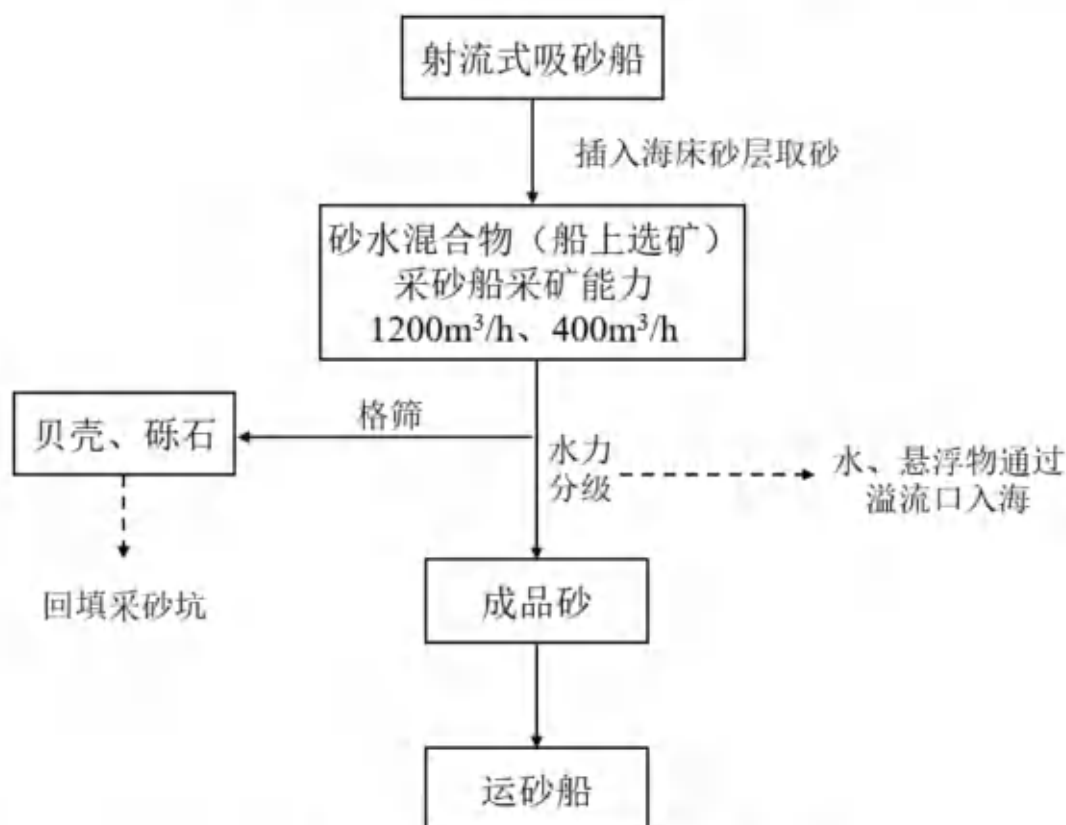 射流式吸砂船
插入海床砂层取砂
砂水混合物（船上选矿）
采砂船采矿能力
1200m³/h、400m³/h
格筛
贝壳、砾石
水力
分级
水、悬浮物通过
溢流口入海
回填采砂坑
成品砂
运砂船